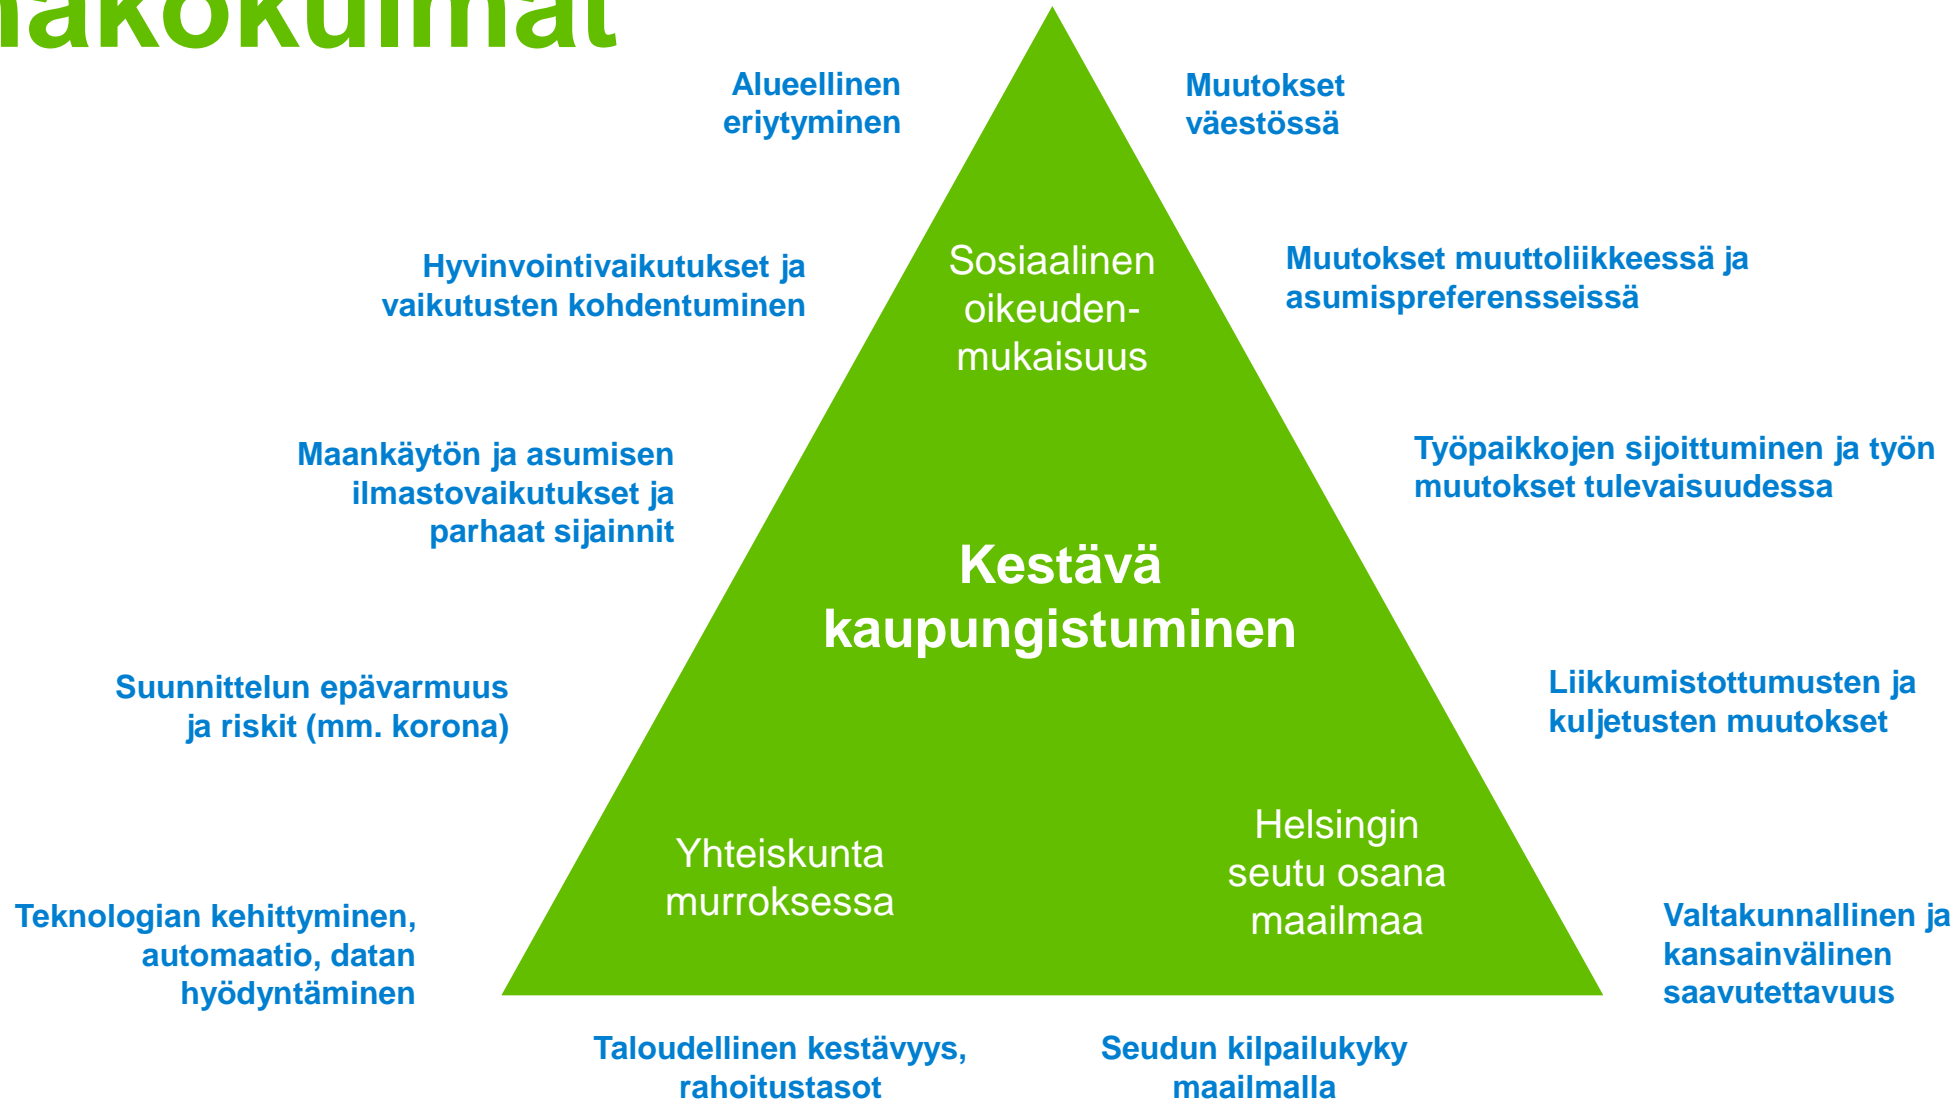 Alueellinen
eriytyminen
Muutokset
väestössä
Hyvinvointivaikutukset ja
vaikutusten kohdentuminen
Sosiaalinen
oikeuden-
mukaisuus
Muutokset muuttoliikkeessä ja
asumispreferensseissä
Maankäytön ja asumisen
ilmastovaikutukset ja
parhaat sijainnit
Työpaikkojen sijoittuminen ja työn
muutokset tulevaisuudessa
Kestävä
kaupungistuminen
Suunnittelun epävarmuus
ja riskit (mm. korona)
Liikkumistottumusten ja
kuljetusten muutokset
Yhteiskunta
murroksessa
Helsingin
seutu osana
maailmaa
Teknologian kehittyminen,
automaatio, datan
hyödyntäminen
Valtakunnallinen ja
kansainvälinen
saavutettavuus
Taloudellinen kestävyys,
rahoitustasot
Seudun kilpailukyky
maailmalla